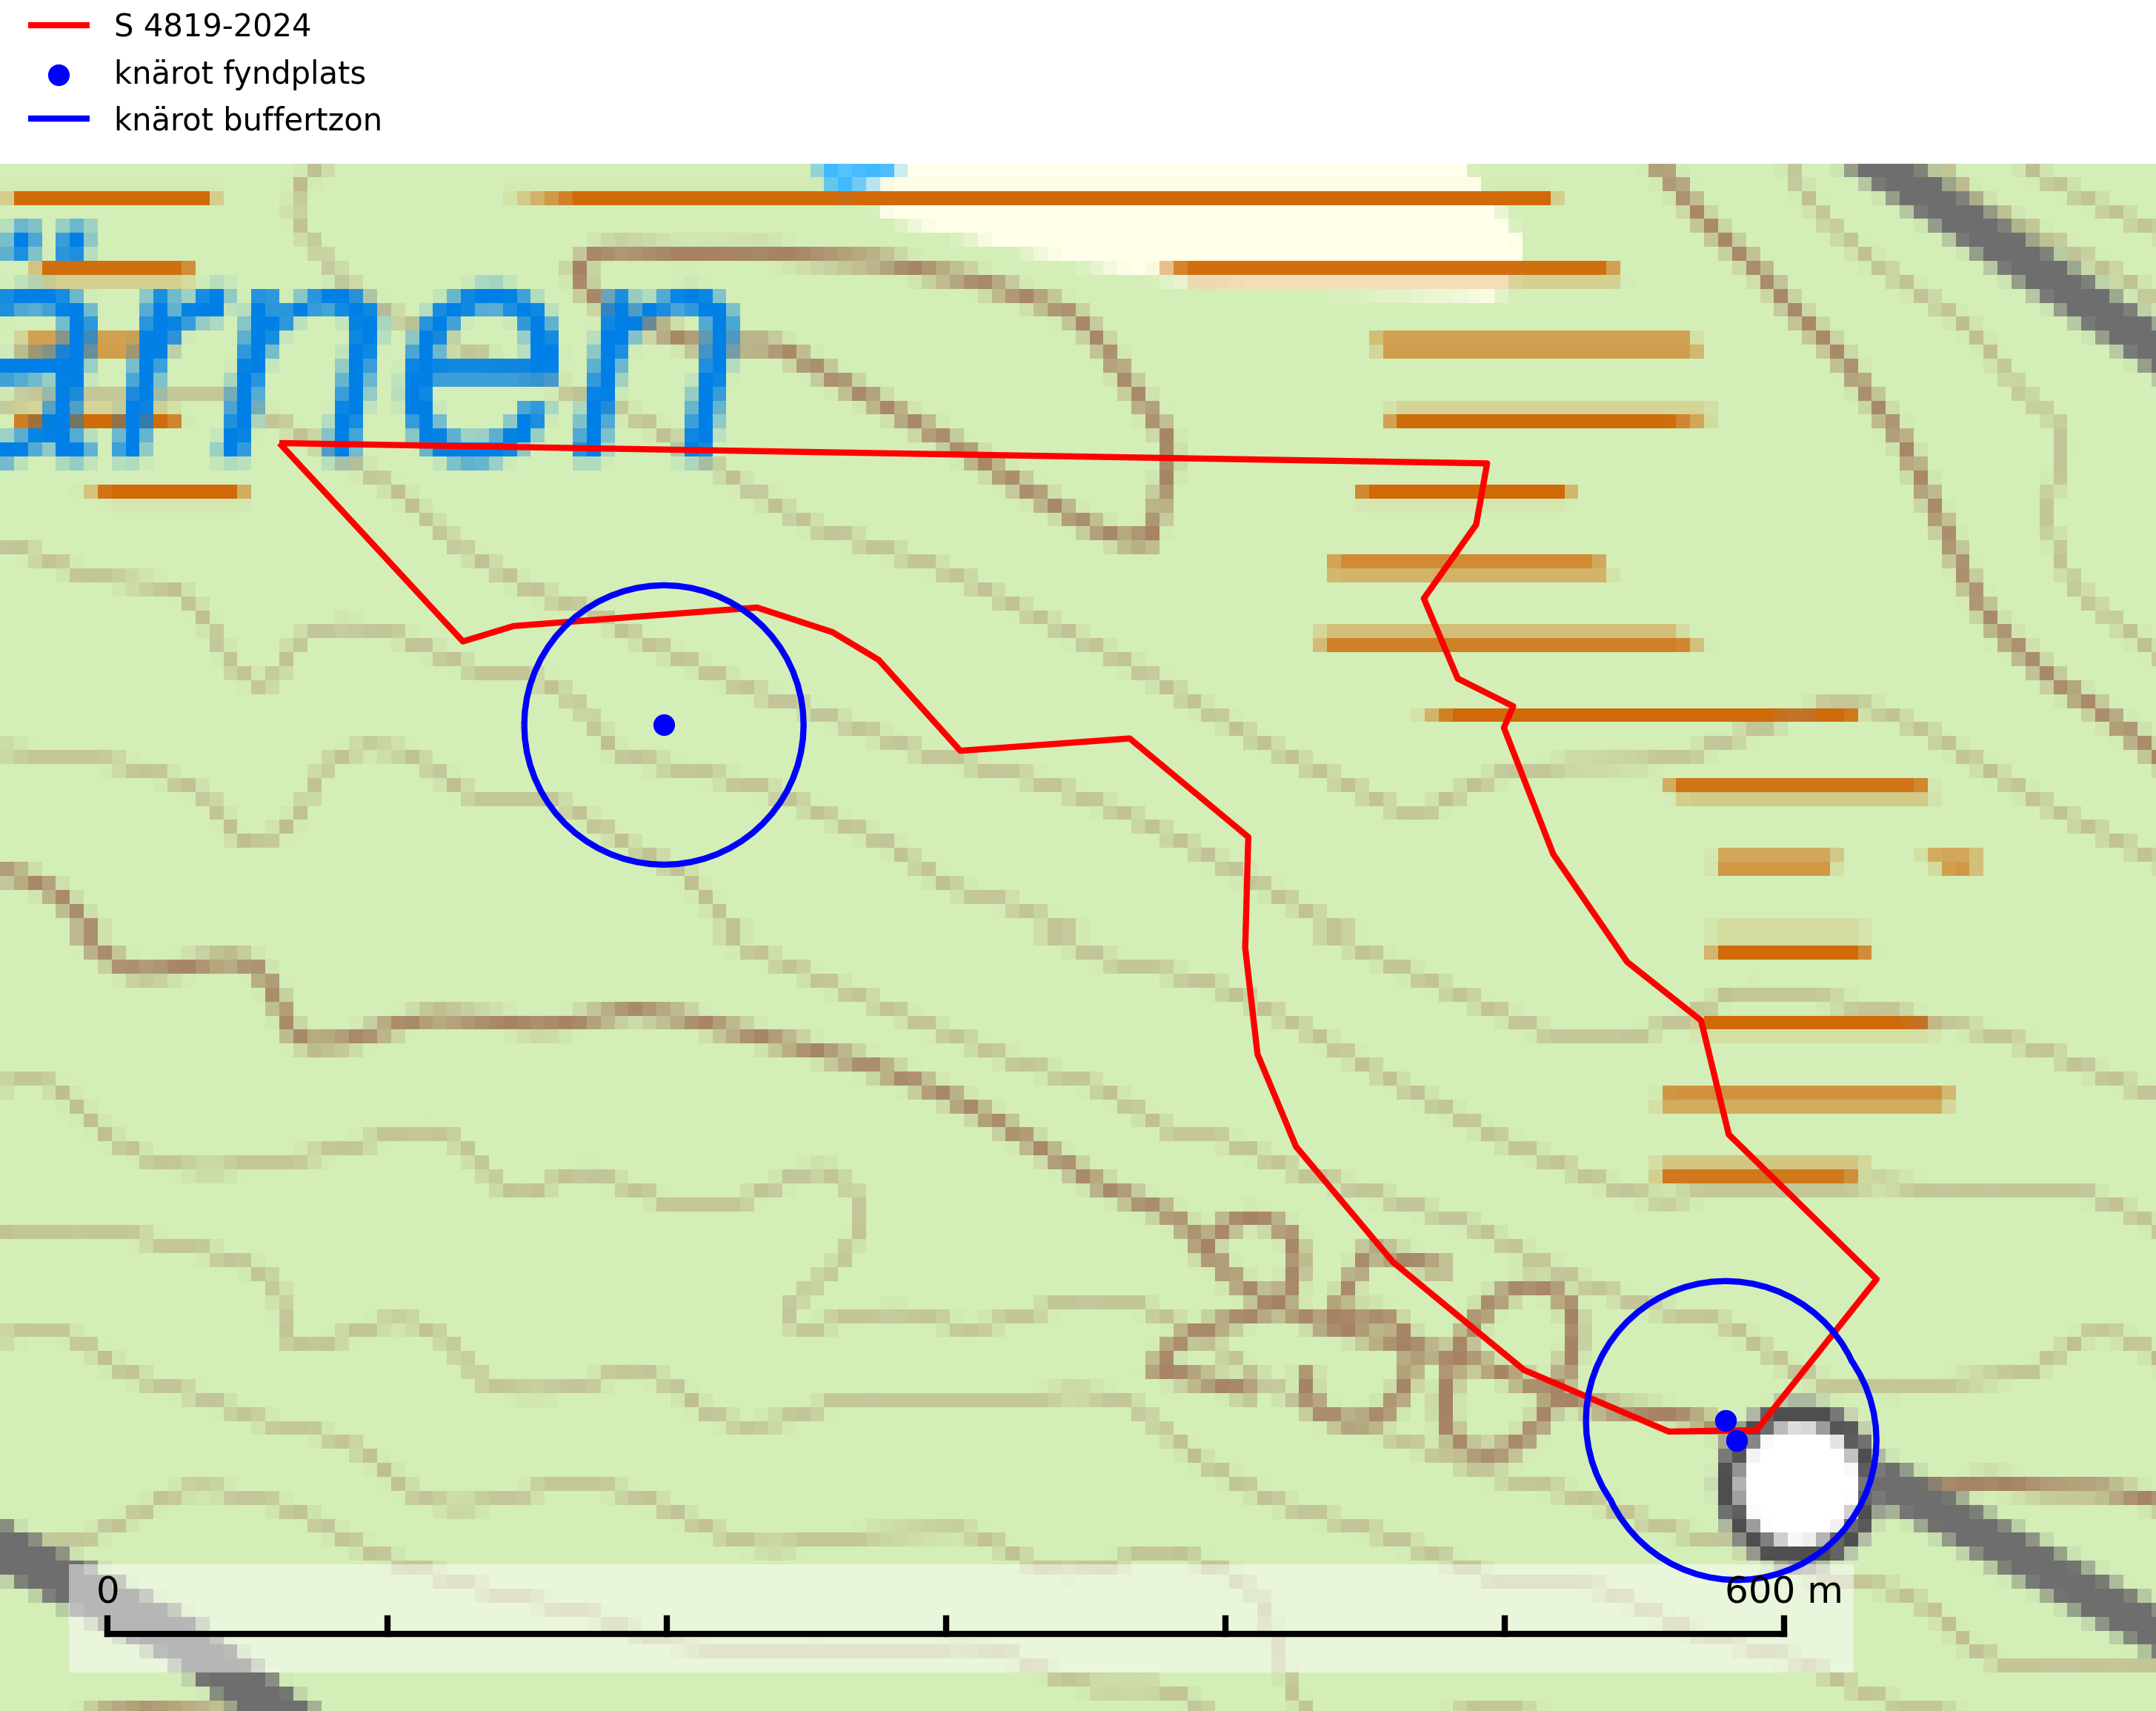 S 4819-2024
knärot fyndplats
knärot buffertzon
ärnen
0
600 m